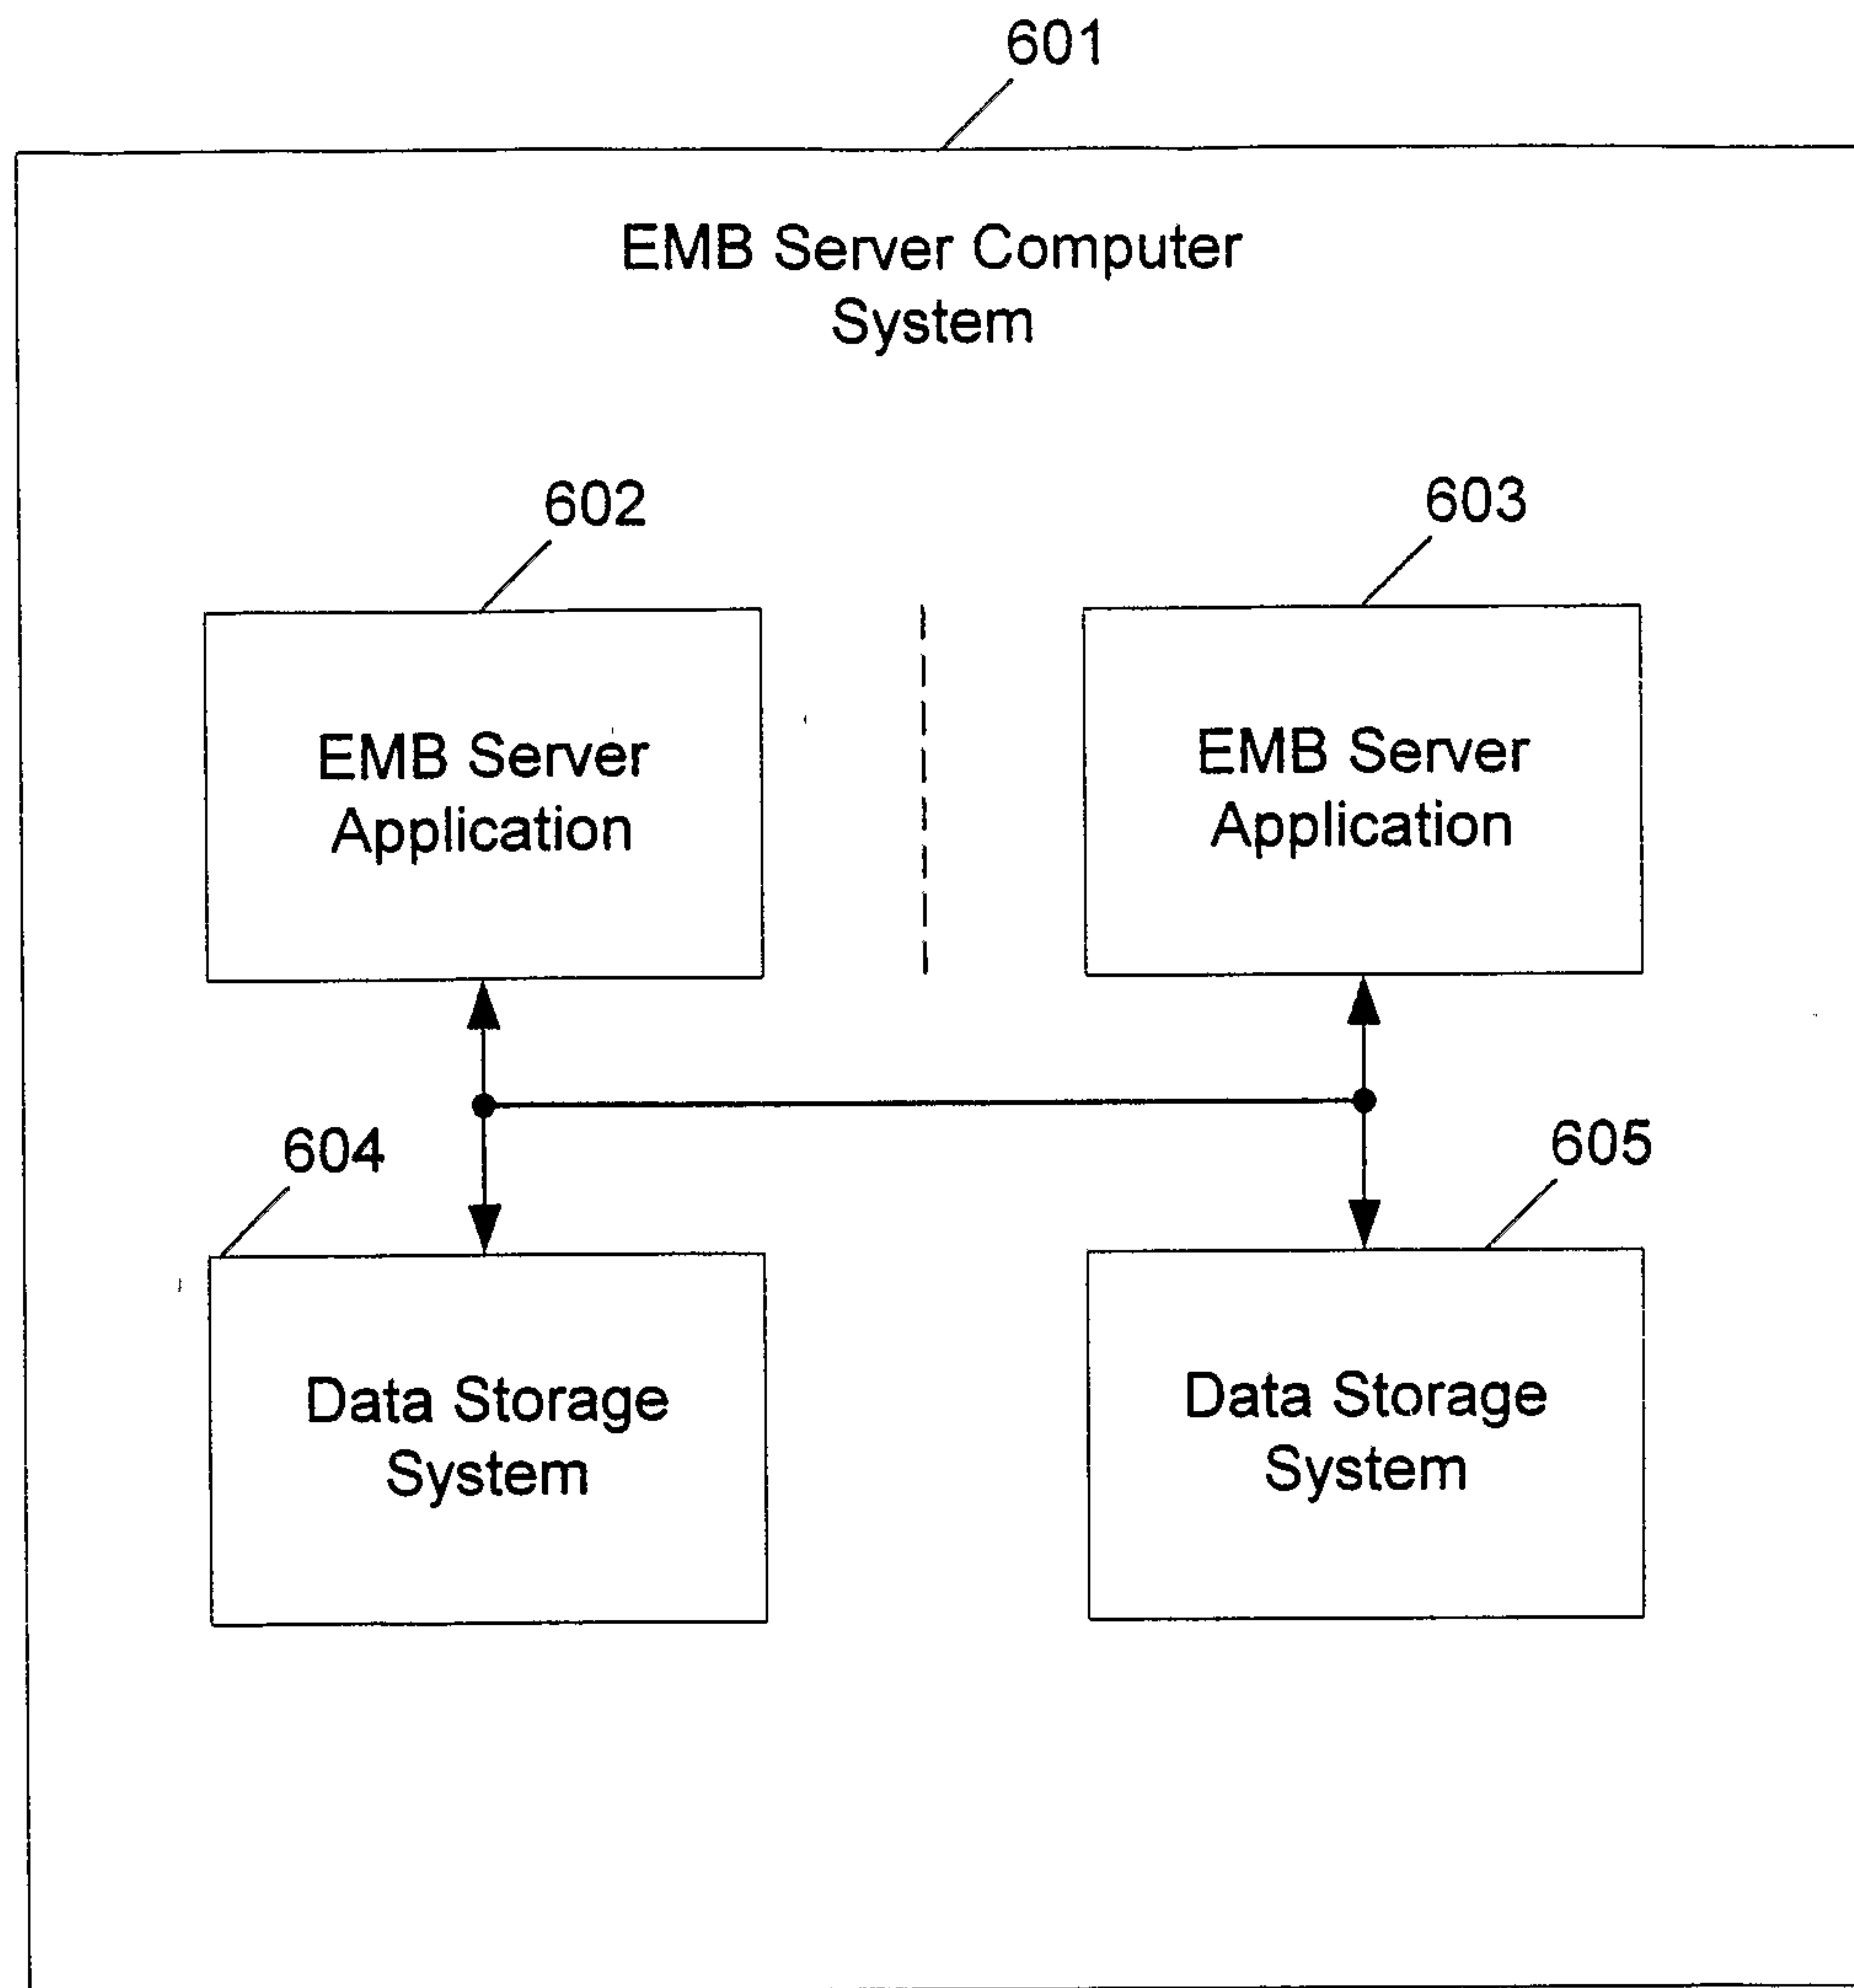 601
EMB Server Computer
System
602
603
EMB Server
Application
EMB Server
Application
604
605
Data Storage
System
Data Storage
System